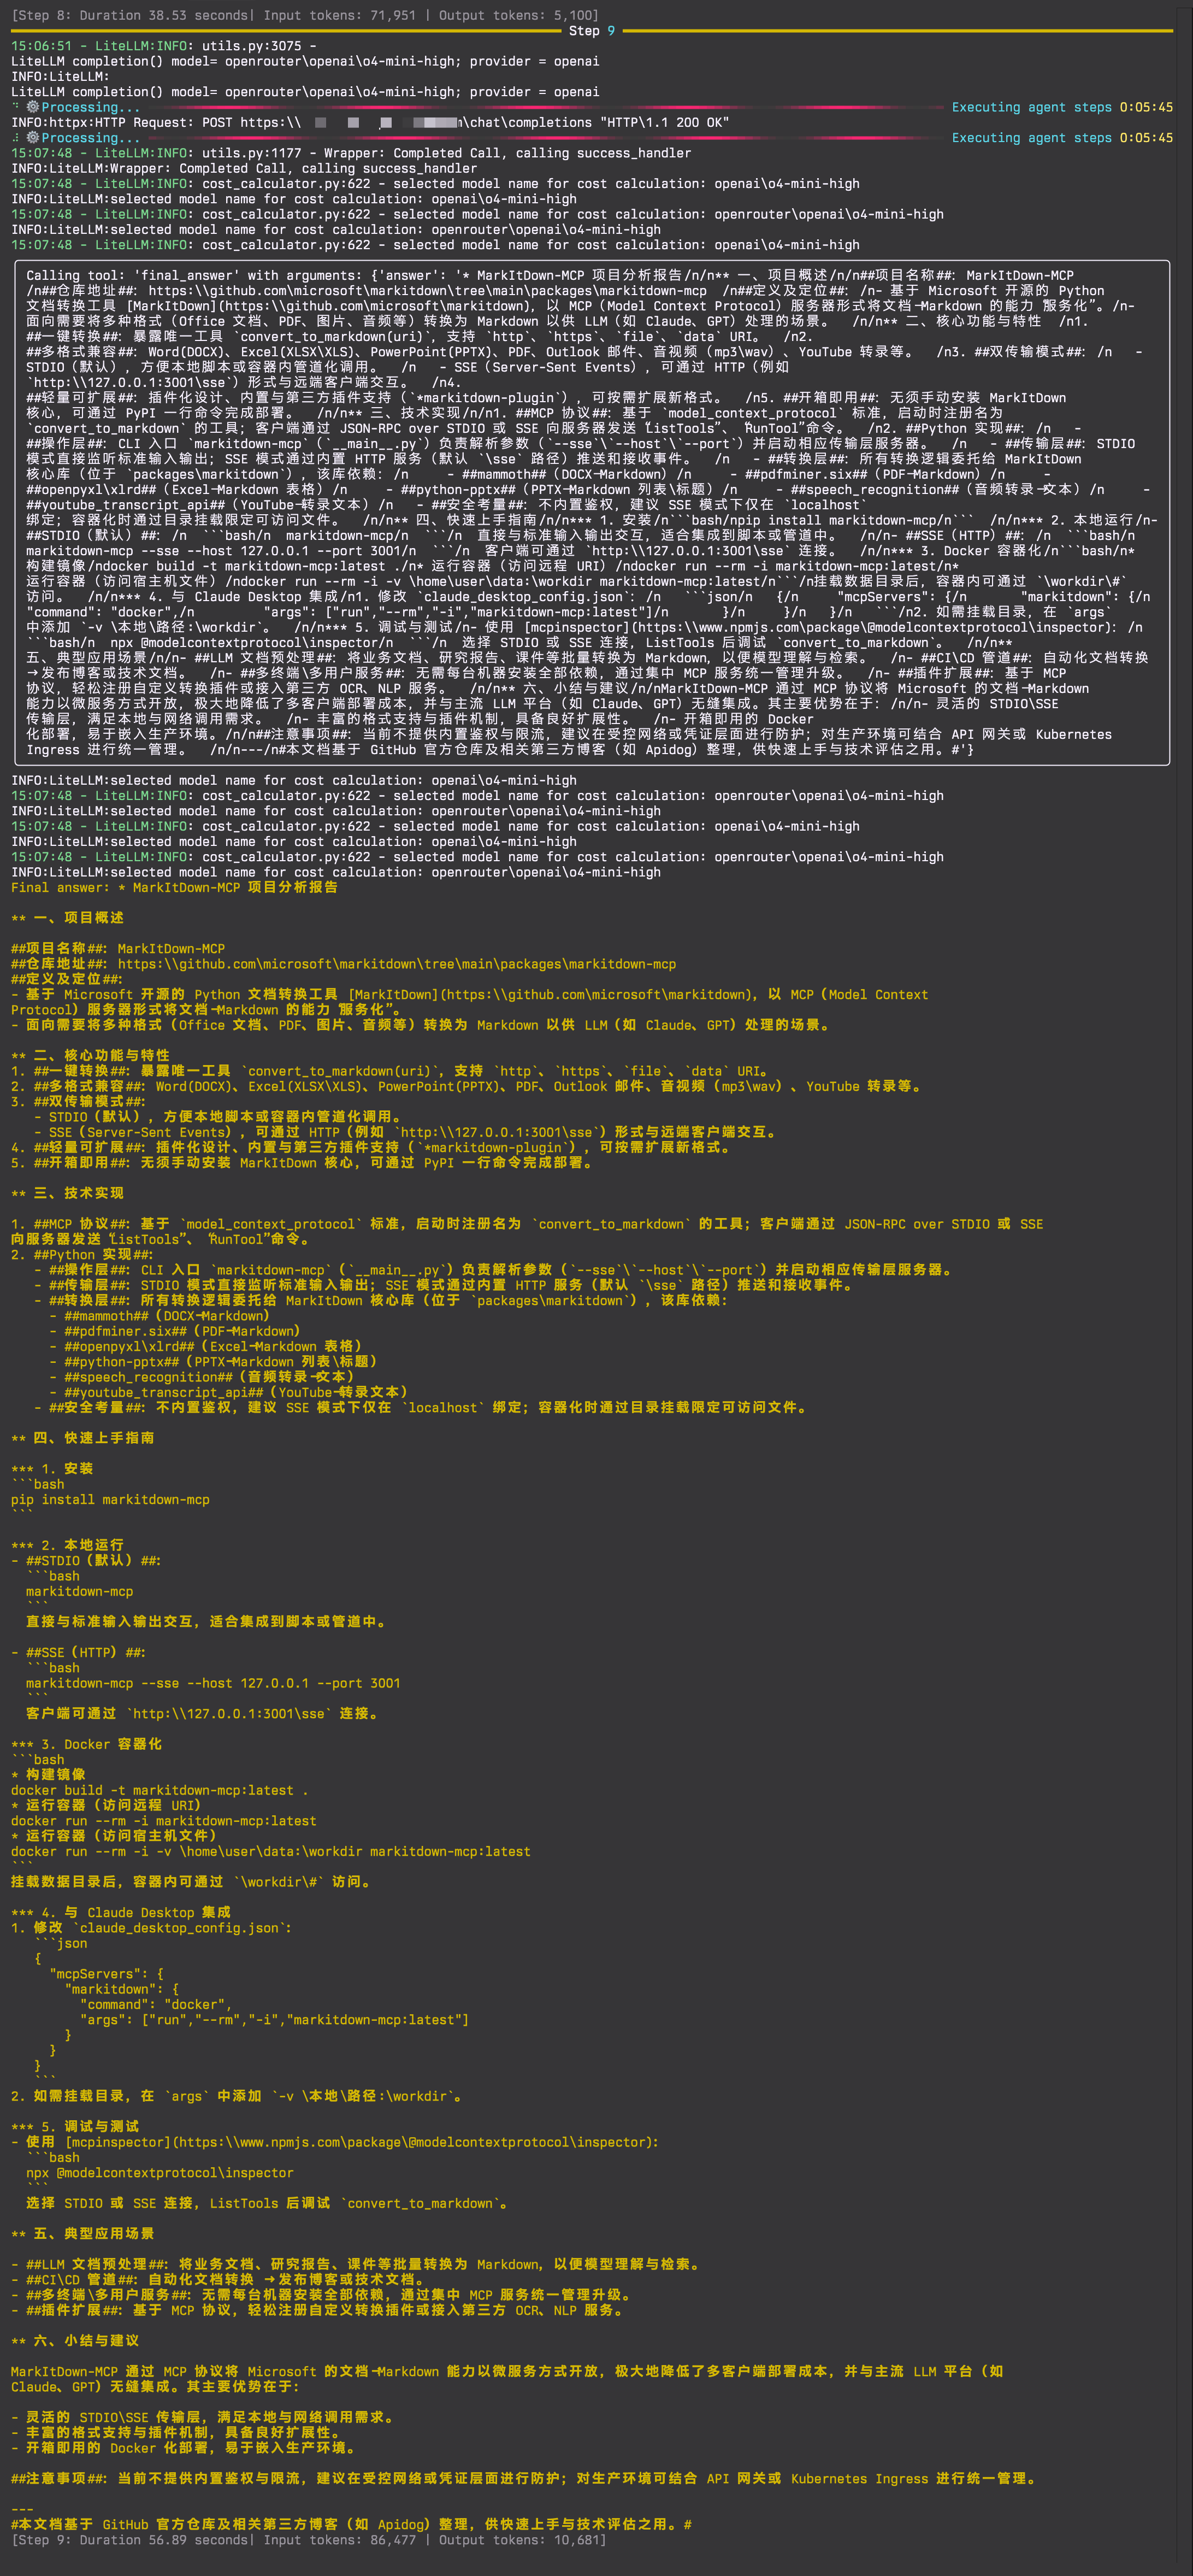 [Step 8: Duration 38.53 seconds| Input tokens: 71,951 | Output tokens: 5,100]
Step 9
15:06:51 - LiteLLM:INFO: utils.py:3075 -
LiteLLM completion() model= openrouter\openai\o4-mini-high; provider = openai
INFO:LiteLLM:
LiteLLM completion() model= openrouter\openai\o4-mini-high; provider = openai
Processing... Executing agent steps 0:05:45
INFO:httpx:HTTP Request: POST https:\\ \chat\completions "HTTP\1.1 200 OK"
Processing... Executing agent steps 0:05:45
15:07:48 - LiteLLM:INFO: utils.py:1177 - Wrapper: Completed Call, calling success_handler
INFO:LiteLLM:Wrapper: Completed Call, calling success_handler
15:07:48 - LiteLLM:INFO: cost_calculator.py:622 - selected model name for cost calculation: openai\o4-mini-high
INFO:LiteLLM:selected model name for cost calculation: openai\o4-mini-high
15:07:48 - LiteLLM:INFO: cost_calculator.py:622 - selected model name for cost calculation: openrouter\openai\o4-mini-high
INFO:LiteLLM:selected model name for cost calculation: openrouter\openai\o4-mini-high
15:07:48 - LiteLLM:INFO: cost_calculator.py:622 - selected model name for cost calculation: openai\o4-mini-high
Calling tool: 'final_answer' with arguments: {'answer': '* MarkItDown-MCP 项目分析报告/n/n** 一、项目概述/n/n##项目名称##: MarkItDown-MCP
/n##仓库地址##: https:\\github.com\microsoft\markitdown\tree\main\packages\markitdown-mcp  /n##定义及定位##: /n- 基于 Microsoft 开源的 Python
文档转换工具 [MarkItDown](https:\\github.com\microsoft\markitdown)，以 MCP（Model Context Protocol）服务器形式将文档→Markdown 的能力“服务化”。/n-
面向需要将多种格式（Office 文档、PDF、图片、音频等）转换为 Markdown 以供 LLM（如 Claude、GPT）处理的场景。  /n/n** 二、核心功能与特性  /n1.
##一键转换##: 暴露唯一工具 `convert_to_markdown(uri)`，支持 `http`、`https`、`file`、`data` URI。  /n2.
##多格式兼容##: Word(DOCX)、Excel(XLSX\XLS)、PowerPoint(PPTX)、PDF、Outlook 邮件、音视频（mp3\wav）、YouTube 转录等。  /n3. ##双传输模式##: /n   -
STDIO（默认），方便本地脚本或容器内管道化调用。  /n   - SSE（Server-Sent Events），可通过 HTTP（例如
`http:\\127.0.0.1:3001\sse`）形式与远端客户端交互。  /n4.
##轻量可扩展##: 插件化设计、内置与第三方插件支持（`*markitdown-plugin`），可按需扩展新格式。  /n5. ##开箱即用##: 无须手动安装 MarkItDown
核心，可通过 PyPI 一行命令完成部署。  /n/n** 三、技术实现/n/n1. ##MCP 协议##: 基于 `model_context_protocol` 标准，启动时注册名为
`convert_to_markdown` 的工具；客户端通过 JSON-RPC over STDIO 或 SSE 向服务器发送“ListTools”、“RunTool”命令。  /n2. ##Python 实现##: /n   -
##操作层##: CLI 入口 `markitdown-mcp`（`__main__.py`）负责解析参数（`--sse`\`--host`\`--port`）并启动相应传输层服务器。  /n   - ##传输层##: STDIO
模式直接监听标准输入输出；SSE 模式通过内置 HTTP 服务（默认 `\sse` 路径）推送和接收事件。  /n   - ##转换层##: 所有转换逻辑委托给 MarkItDown
核心库（位于 `packages\markitdown`），该库依赖: /n     - ##mammoth##（DOCX→Markdown）/n     - ##pdfminer.six##（PDF→Markdown）/n     -
##openpyxl\xlrd##（Excel→Markdown 表格）/n     - ##python-pptx##（PPTX→Markdown 列表\标题）/n     - ##speech_recognition##（音频转录→文本）/n     -
##youtube_transcript_api##（YouTube→转录文本）/n   - ##安全考量##: 不内置鉴权，建议 SSE 模式下仅在 `localhost`
绑定；容器化时通过目录挂载限定可访问文件。  /n/n** 四、快速上手指南/n/n*** 1. 安装/n```bash/npip install markitdown-mcp/n```  /n/n*** 2. 本地运行/n-
##STDIO（默认）##: /n  ```bash/n  markitdown-mcp/n  ```/n  直接与标准输入输出交互，适合集成到脚本或管道中。  /n/n- ##SSE（HTTP）##: /n  ```bash/n
markitdown-mcp --sse --host 127.0.0.1 --port 3001/n  ```/n  客户端可通过 `http:\\127.0.0.1:3001\sse` 连接。  /n/n*** 3. Docker 容器化/n```bash/n*
构建镜像/ndocker build -t markitdown-mcp:latest ./n* 运行容器（访问远程 URI）/ndocker run --rm -i markitdown-mcp:latest/n*
运行容器（访问宿主机文件）/ndocker run --rm -i -v \home\user\data:\workdir markitdown-mcp:latest/n```/n挂载数据目录后，容器内可通过 `\workdir\#`
访问。  /n/n*** 4. 与 Claude Desktop 集成/n1. 修改 `claude_desktop_config.json`: /n   ```json/n   {/n     "mcpServers": {/n       "markitdown": {/n
"command": "docker",/n         "args": ["run","--rm","-i","markitdown-mcp:latest"]/n       }/n     }/n   }/n   ```/n2. 如需挂载目录，在 `args`
中添加 `-v \本地\路径:\workdir`。  /n/n*** 5. 调试与测试/n- 使用 [mcpinspector](https:\\www.npmjs.com\package\@modelcontextprotocol\inspector): /n
```bash/n  npx @modelcontextprotocol\inspector/n  ```/n  选择 STDIO 或 SSE 连接，ListTools 后调试 `convert_to_markdown`。  /n/n**
五、典型应用场景/n/n- ##LLM 文档预处理##: 将业务文档、研究报告、课件等批量转换为 Markdown，以便模型理解与检索。  /n- ##CI\CD 管道##: 自动化文档转换
→发布博客或技术文档。  /n- ##多终端\多用户服务##: 无需每台机器安装全部依赖，通过集中 MCP 服务统一管理升级。  /n- ##插件扩展##: 基于 MCP
协议，轻松注册自定义转换插件或接入第三方 OCR、NLP 服务。  /n/n** 六、小结与建议/n/nMarkItDown-MCP 通过 MCP 协议将 Microsoft 的文档→Markdown
能力以微服务方式开放，极大地降低了多客户端部署成本，并与主流 LLM 平台（如 Claude、GPT）无缝集成。其主要优势在于: /n/n- 灵活的 STDIO\SSE
传输层，满足本地与网络调用需求。  /n- 丰富的格式支持与插件机制，具备良好扩展性。  /n- 开箱即用的 Docker
化部署，易于嵌入生产环境。 /n/n##注意事项##: 当前不提供内置鉴权与限流，建议在受控网络或凭证层面进行防护；对生产环境可结合 API 网关或 Kubernetes
Ingress 进行统一管理。  /n/n---/n#本文档基于 GitHub 官方仓库及相关第三方博客（如 Apidog）整理，供快速上手与技术评估之用。#'}
INFO:LiteLLM:selected model name for cost calculation: openai\o4-mini-high
15:07:48 - LiteLLM:INFO: cost_calculator.py:622 - selected model name for cost calculation: openrouter\openai\o4-mini-high
INFO:LiteLLM:selected model name for cost calculation: openrouter\openai\o4-mini-high
15:07:48 - LiteLLM:INFO: cost_calculator.py:622 - selected model name for cost calculation: openai\o4-mini-high
INFO:LiteLLM:selected model name for cost calculation: openai\o4-mini-high
15:07:48 - LiteLLM:INFO: cost_calculator.py:622 - selected model name for cost calculation: openrouter\openai\o4-mini-high
INFO:LiteLLM:selected model name for cost calculation: openrouter\openai\o4-mini-high
Final answer: * MarkItDown-MCP 项目分析报告
** 一、项目概述
##项目名称##: MarkItDown-MCP
##仓库地址##: https:\\github.com\microsoft\markitdown\tree\main\packages\markitdown-mcp
##定义及定位##:
- 基于 Microsoft 开源的 Python 文档转换工具 [MarkItDown](https:\\github.com\microsoft\markitdown)，以 MCP（Model Context
Protocol）服务器形式将文档→Markdown 的能力“服务化”。
- 面向需要将多种格式（Office 文档、PDF、图片、音频等）转换为 Markdown 以供 LLM（如 Claude、GPT）处理的场景。
** 二、核心功能与特性
1. ##一键转换##: 暴露唯一工具 `convert_to_markdown(uri)`，支持 `http`、`https`、`file`、`data` URI。
2. ##多格式兼容##: Word(DOCX)、Excel(XLSX\XLS)、PowerPoint(PPTX)、PDF、Outlook 邮件、音视频（mp3\wav）、YouTube 转录等。
3. ##双传输模式##:
   - STDIO（默认），方便本地脚本或容器内管道化调用。
   - SSE（Server-Sent Events），可通过 HTTP（例如 `http:\\127.0.0.1:3001\sse`）形式与远端客户端交互。
4. ##轻量可扩展##: 插件化设计、内置与第三方插件支持（`*markitdown-plugin`），可按需扩展新格式。
5. ##开箱即用##: 无须手动安装 MarkItDown 核心，可通过 PyPI 一行命令完成部署。
** 三、技术实现
1. ##MCP 协议##: 基于 `model_context_protocol` 标准，启动时注册名为 `convert_to_markdown` 的工具；客户端通过 JSON-RPC over STDIO 或 SSE
向服务器发送“ListTools”、“RunTool”命令。
2. ##Python 实现##:
   - ##操作层##: CLI 入口 `markitdown-mcp`（`__main__.py`）负责解析参数（`--sse`\`--host`\`--port`）并启动相应传输层服务器。
   - ##传输层##: STDIO 模式直接监听标准输入输出；SSE 模式通过内置 HTTP 服务（默认 `\sse` 路径）推送和接收事件。
   - ##转换层##: 所有转换逻辑委托给 MarkItDown 核心库（位于 `packages\markitdown`），该库依赖:
     - ##mammoth##（DOCX→Markdown）
     - ##pdfminer.six##（PDF→Markdown）
     - ##openpyxl\xlrd##（Excel→Markdown 表格）
     - ##python-pptx##（PPTX→Markdown 列表\标题）
     - ##speech_recognition##（音频转录→文本）
     - ##youtube_transcript_api##（YouTube→转录文本）
   - ##安全考量##: 不内置鉴权，建议 SSE 模式下仅在 `localhost` 绑定；容器化时通过目录挂载限定可访问文件。
** 四、快速上手指南
*** 1. 安装
```bash
pip install markitdown-mcp
```
*** 2. 本地运行
- ##STDIO（默认）##:
  ```bash
  markitdown-mcp
  ```
  直接与标准输入输出交互，适合集成到脚本或管道中。
- ##SSE（HTTP）##:
  ```bash
  markitdown-mcp --sse --host 127.0.0.1 --port 3001
  ```
  客户端可通过 `http:\\127.0.0.1:3001\sse` 连接。
*** 3. Docker 容器化
```bash
* 构建镜像
docker build -t markitdown-mcp:latest .
* 运行容器（访问远程 URI）
docker run --rm -i markitdown-mcp:latest
* 运行容器（访问宿主机文件）
docker run --rm -i -v \home\user\data:\workdir markitdown-mcp:latest
```
挂载数据目录后，容器内可通过 `\workdir\#` 访问。
*** 4. 与 Claude Desktop 集成
1. 修改 `claude_desktop_config.json`:
   ```json
   {
     "mcpServers": {
       "markitdown": {
         "command": "docker",
         "args": ["run","--rm","-i","markitdown-mcp:latest"]
       }
     }
   }
   ```
2. 如需挂载目录，在 `args` 中添加 `-v \本地\路径:\workdir`。
*** 5. 调试与测试
- 使用 [mcpinspector](https:\\www.npmjs.com\package\@modelcontextprotocol\inspector):
  ```bash
  npx @modelcontextprotocol\inspector
  ```
  选择 STDIO 或 SSE 连接，ListTools 后调试 `convert_to_markdown`。
** 五、典型应用场景
- ##LLM 文档预处理##: 将业务文档、研究报告、课件等批量转换为 Markdown，以便模型理解与检索。
- ##CI\CD 管道##: 自动化文档转换 →发布博客或技术文档。
- ##多终端\多用户服务##: 无需每台机器安装全部依赖，通过集中 MCP 服务统一管理升级。
- ##插件扩展##: 基于 MCP 协议，轻松注册自定义转换插件或接入第三方 OCR、NLP 服务。
** 六、小结与建议
MarkItDown-MCP 通过 MCP 协议将 Microsoft 的文档→Markdown 能力以微服务方式开放，极大地降低了多客户端部署成本，并与主流 LLM 平台（如
Claude、GPT）无缝集成。其主要优势在于:
- 灵活的 STDIO\SSE 传输层，满足本地与网络调用需求。
- 丰富的格式支持与插件机制，具备良好扩展性。
- 开箱即用的 Docker 化部署，易于嵌入生产环境。
##注意事项##: 当前不提供内置鉴权与限流，建议在受控网络或凭证层面进行防护；对生产环境可结合 API 网关或 Kubernetes Ingress 进行统一管理。
---
#本文档基于 GitHub 官方仓库及相关第三方博客（如 Apidog）整理，供快速上手与技术评估之用。#
[Step 9: Duration 56.89 seconds| Input tokens: 86,477 | Output tokens: 10,681]